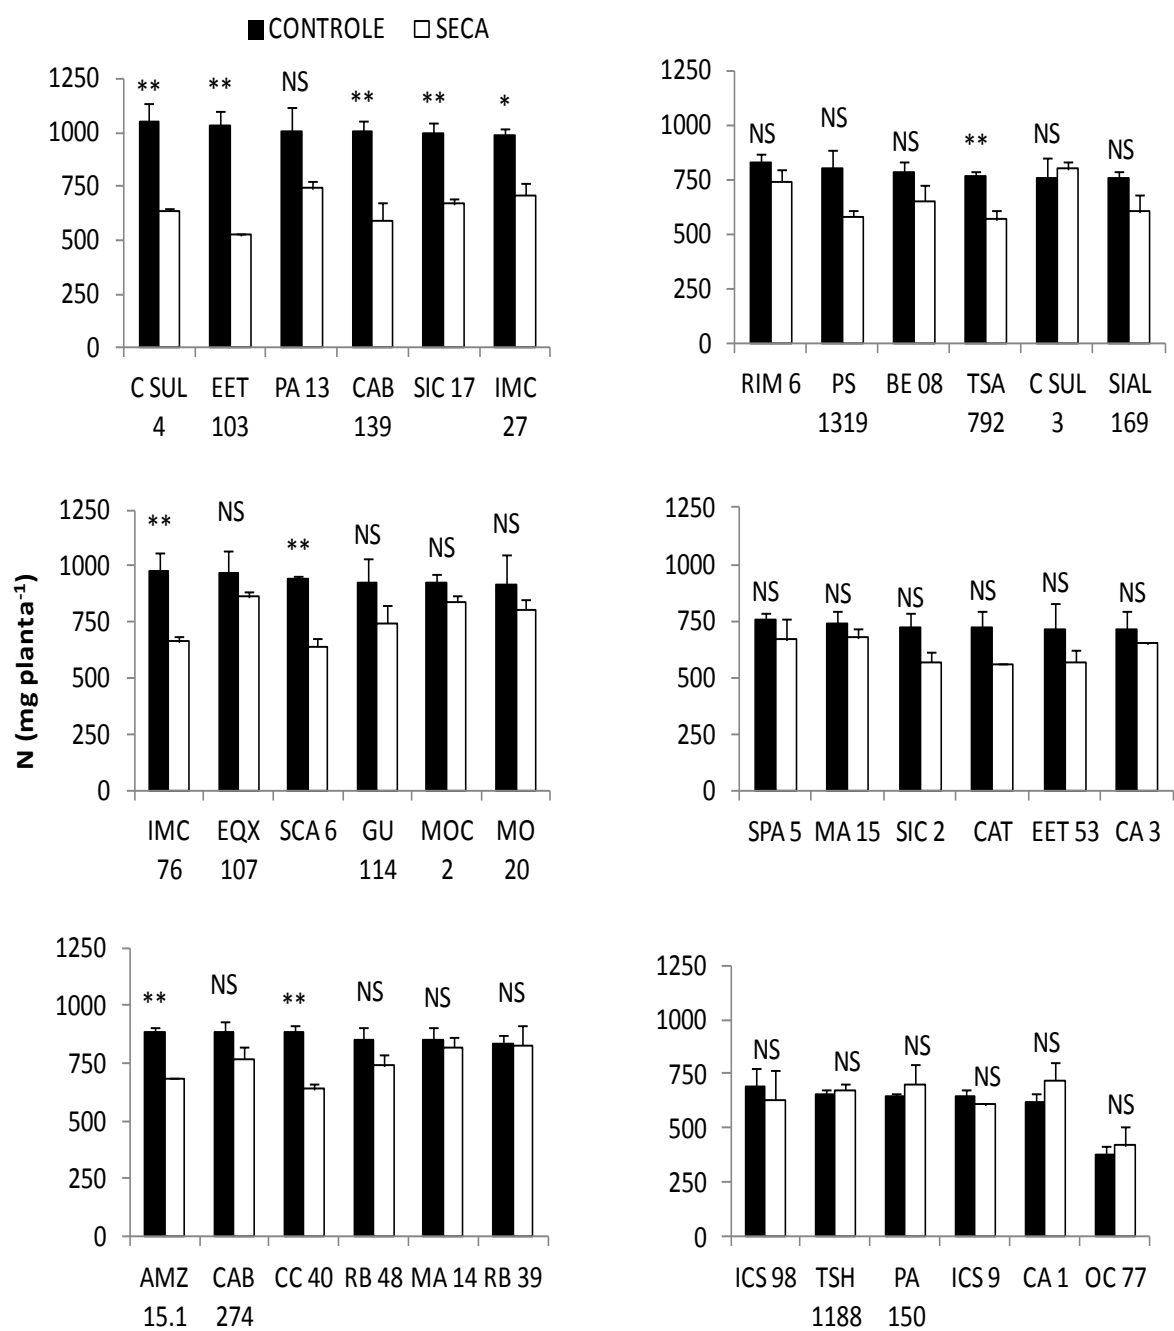 CONTROLE SECA
N (mg planta⁻¹)
1250
1000
750
500
250
0
** ** NS ** ** *
C SUL EET PA 13 CAB SIC 17 IMC
4 103 139 27
1250
1000
750
500
250
0
NS NS NS ** NS NS
RIM 6 PS BE 08 TSA C SUL SIAL
1319 792 3 169
1250
1000
750
500
250
0
** NS ** NS NS NS
IMC EQX SCA 6 GU MOC MO
76 107 114 2 20
1250
1000
750
500
250
0
NS NS NS NS NS NS
SPA 5 MA 15 SIC 2 CAT EET 53 CA 3
1250
1000
750
500
250
0
** NS ** NS NS NS
AMZ CAB CC 40 RB 48 MA 14 RB 39
15.1 274
1250
1000
750
500
250
0
NS NS NS NS NS NS
ICS 98 TSH PA ICS 9 CA 1 OC 77
1188 150